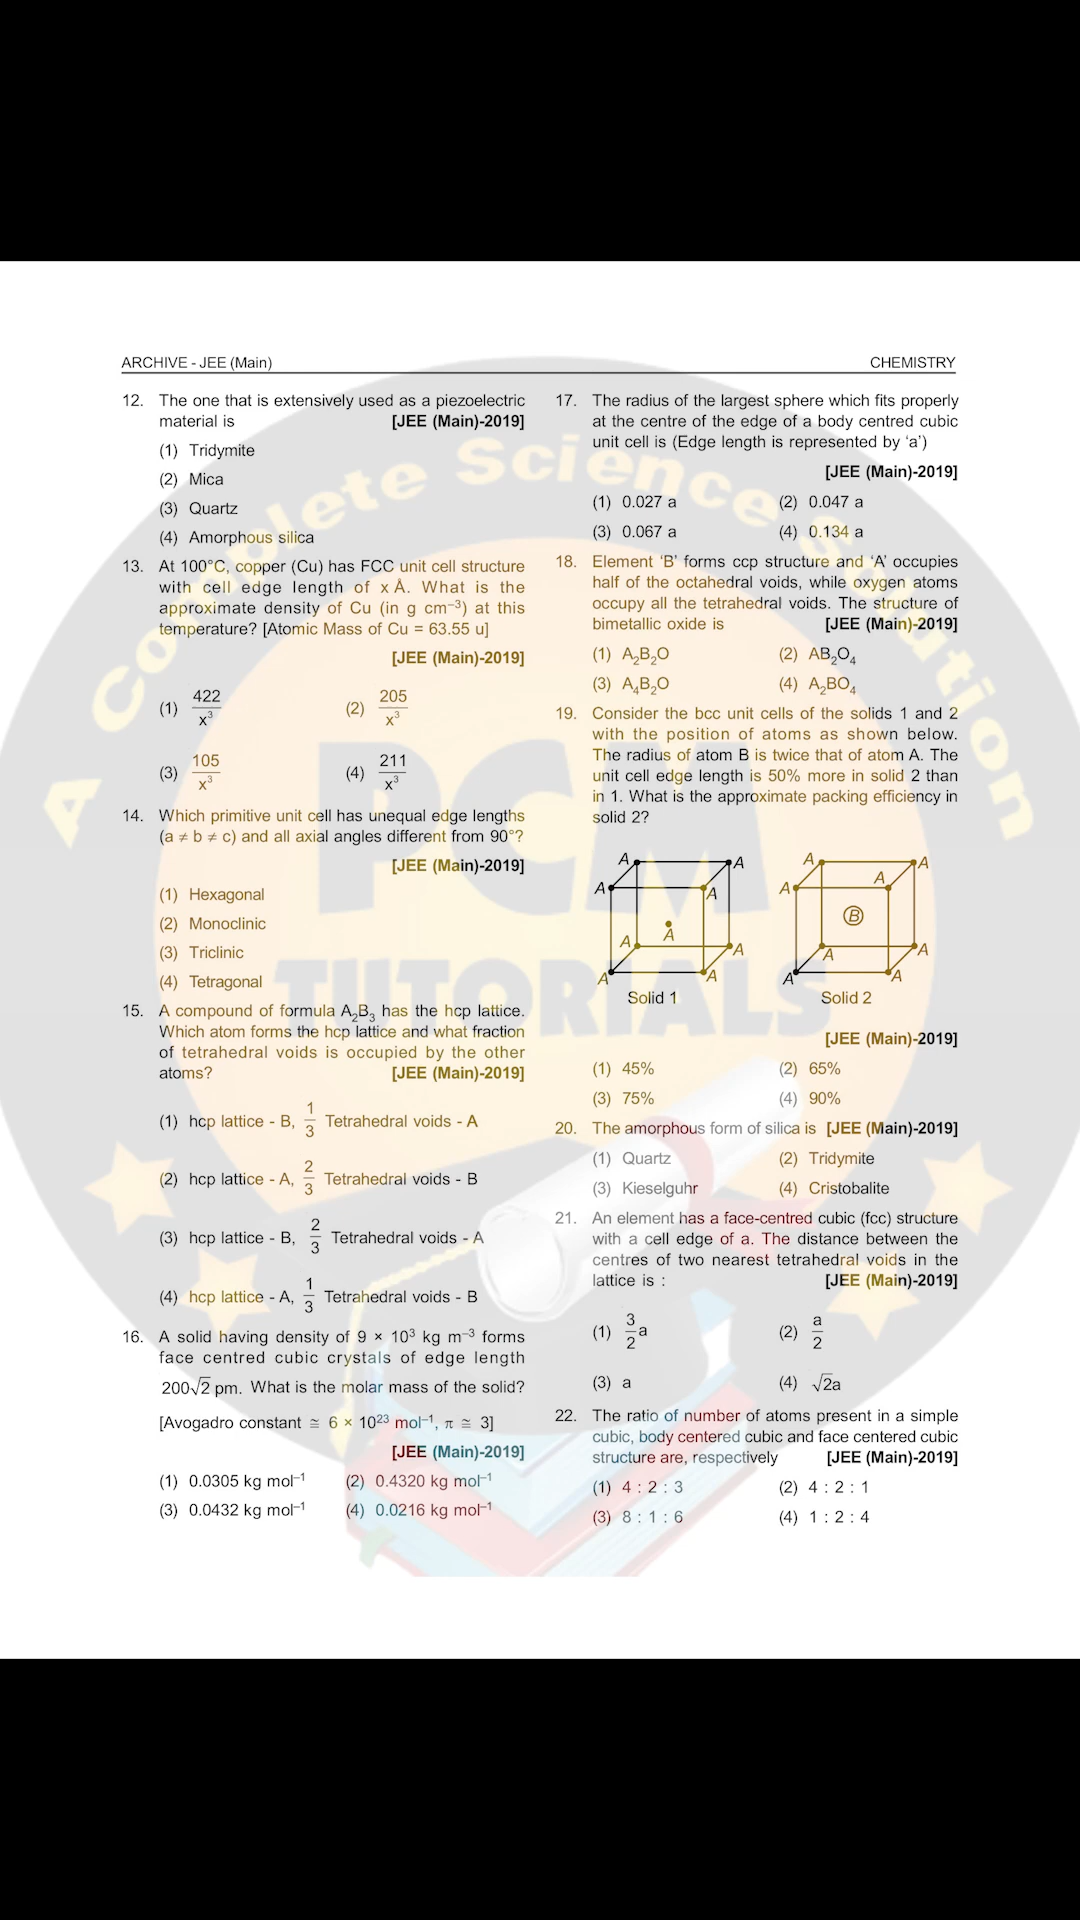 ARCHIVE - JEE (Main)
CHEMISTRY
12. The one that is extensively used as a piezoelectric
material is [JEE (Main)-2019]
(1) Tridymite
(2) Mica
(3) Quartz
(4) Amorphous silica
13. At 100°C, copper (Cu) has FCC unit cell structure
with cell edge length of x Å. What is the
approximate density of Cu (in g cm⁻³) at this
temperature? [Atomic Mass of Cu = 63.55 u]
[JEE (Main)-2019]
(1) 422/x³ (2) 205/x³
(3) 105/x³ (4) 211/x³
14. Which primitive unit cell has unequal edge lengths
(a ≠ b ≠ c) and all axial angles different from 90°?
[JEE (Main)-2019]
(1) Hexagonal
(2) Monoclinic
(3) Triclinic
(4) Tetragonal
15. A compound of formula A₂B₃ has the hcp lattice.
Which atom forms the hcp lattice and what fraction
of tetrahedral voids is occupied by the other
atoms? [JEE (Main)-2019]
(1) hcp lattice - B, 1/3 Tetrahedral voids - A
(2) hcp lattice - A, 2/3 Tetrahedral voids - B
(3) hcp lattice - B, 2/3 Tetrahedral voids - A
(4) hcp lattice - A, 1/3 Tetrahedral voids - B
16. A solid having density of 9 × 10³ kg m⁻³ forms
face centred cubic crystals of edge length
200√2 pm. What is the molar mass of the solid?
[Avogadro constant ≅ 6 × 10²³ mol⁻¹, π ≅ 3]
[JEE (Main)-2019]
(1) 0.0305 kg mol⁻¹ (2) 0.4320 kg mol⁻¹
(3) 0.0432 kg mol⁻¹ (4) 0.0216 kg mol⁻¹
17. The radius of the largest sphere which fits properly
at the centre of the edge of a body centred cubic
unit cell is (Edge length is represented by 'a')
[JEE (Main)-2019]
(1) 0.027 a (2) 0.047 a
(3) 0.067 a (4) 0.134 a
18. Element 'B' forms ccp structure and 'A' occupies
half of the octahedral voids, while oxygen atoms
occupy all the tetrahedral voids. The structure of
bimetallic oxide is [JEE (Main)-2019]
(1) A₂B₂O (2) AB₂O₄
(3) A₄B₂O (4) A₂BO₄
19. Consider the bcc unit cells of the solids 1 and 2
with the position of atoms as shown below.
The radius of atom B is twice that of atom A. The
unit cell edge length is 50% more in solid 2 than
in 1. What is the approximate packing efficiency in
solid 2?
A A A A
A A A A
B
A
A A A A
A A A A
Solid 1 Solid 2
[JEE (Main)-2019]
(1) 45% (2) 65%
(3) 75% (4) 90%
20. The amorphous form of silica is [JEE (Main)-2019]
(1) Quartz (2) Tridymite
(3) Kieselguhr (4) Cristobalite
21. An element has a face-centred cubic (fcc) structure
with a cell edge of a. The distance between the
centres of two nearest tetrahedral voids in the
lattice is : [JEE (Main)-2019]
(1) 3/2 a (2) a/2
(3) a (4) √2a
22. The ratio of number of atoms present in a simple
cubic, body centered cubic and face centered cubic
structure are, respectively [JEE (Main)-2019]
(1) 4 : 2 : 3 (2) 4 : 2 : 1
(3) 8 : 1 : 6 (4) 1 : 2 : 4
A Complete Science Solution
PCM
TUTORIALS